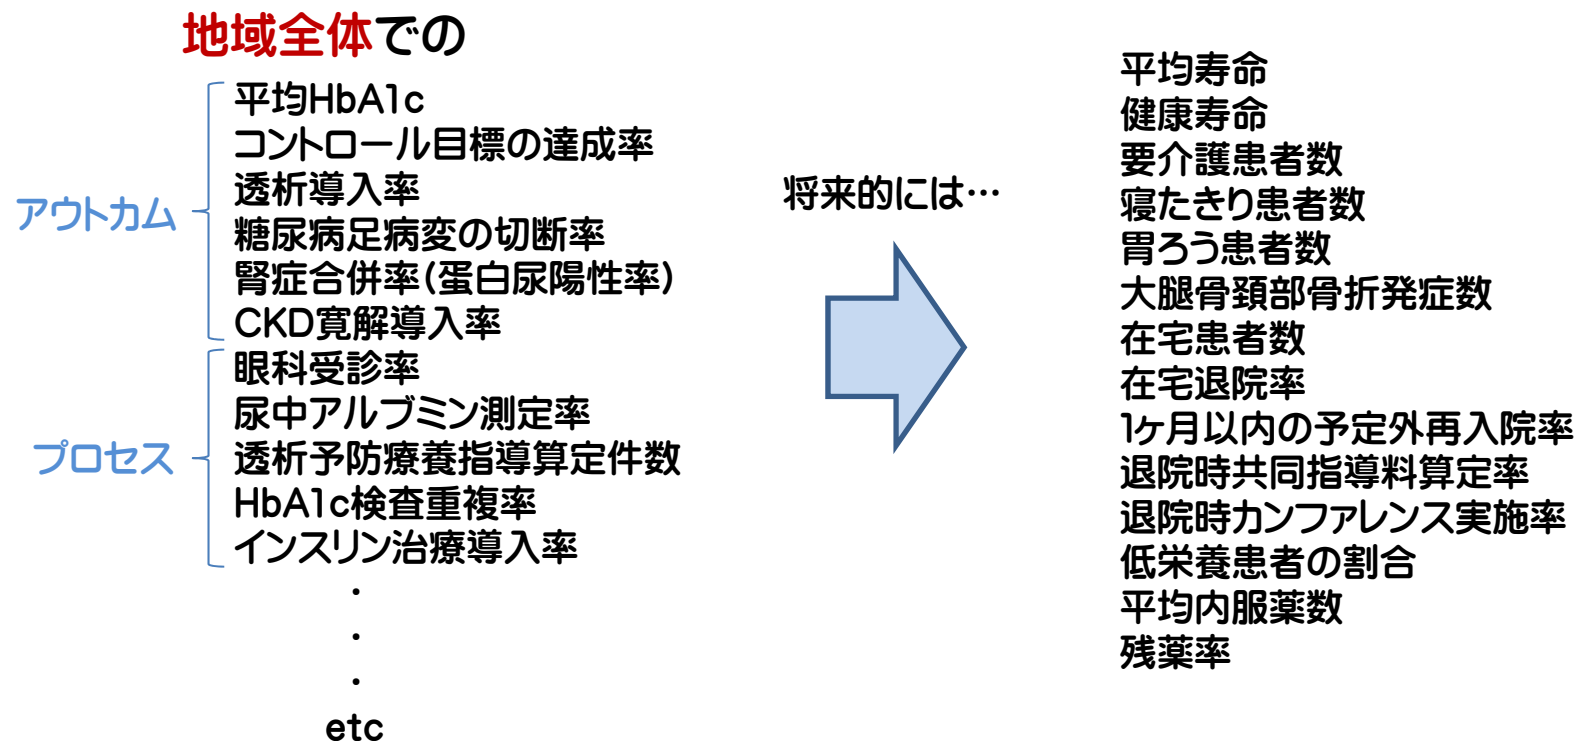 地域全体での
アウトカム
平均HbA1c
コントロール目標の達成率
透析導入率
糖尿病足病変の切断率
腎症合併率(蛋白尿陽性率)
CKD寛解導入率
プロセス
眼科受診率
尿中アルブミン測定率
透析予防療養指導算定件数
HbA1c検査重複率
インスリン治療導入率
・
・
・
etc
将来的には…
平均寿命
健康寿命
要介護患者数
寝たきり患者数
胃ろう患者数
大腿骨頚部骨折発症数
在宅患者数
在宅退院率
1ヶ月以内の予定外再入院率
退院時共同指導料算定率
退院時カンファレンス実施率
低栄養患者の割合
平均内服薬数
残薬率